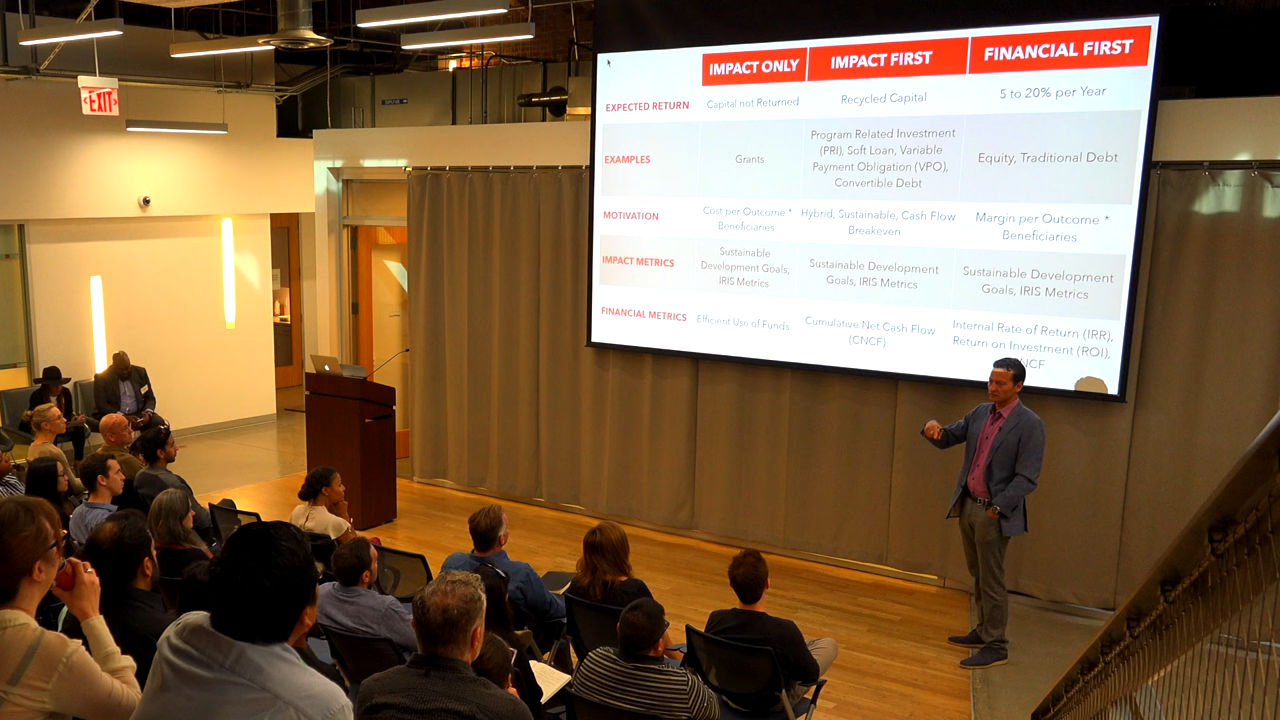 EXIT
IMPACT ONLY
IMPACT FIRST
FINANCIAL FIRST
EXPECTED RETURN
Capital not Returned
Recycled Capital
5 to 20% per Year
EXAMPLES
Grants
Program Related Investment
(PRI), Soft Loan, Variable
Payment Obligation (VPO),
Convertible Debt
Equity, Traditional Debt
MOTIVATION
Cost per Outcome *
Beneficiaries
Hybrid, Sustainable, Cash Flow
Breakeven
Margin per Outcome *
Beneficiaries
IMPACT METRICS
Sustainable
Development Goals,
IRIS Metrics
Sustainable Development
Goals, IRIS Metrics
Sustainable Development
Goals, IRIS Metrics
FINANCIAL METRICS
Efficient Use of Funds
Cumulative Net Cash Flow
(CNCF)
Internal Rate of Return (IRR),
Return on Investment (ROI),